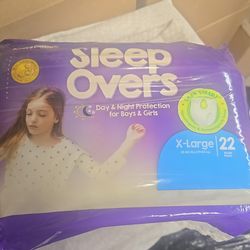 Sleep
Overs
Day & Night Protection
for Boys & Girls
X-Large
22